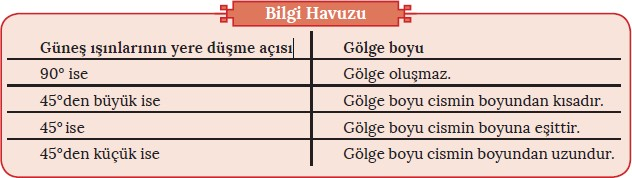 Bilgi Havuzu
Güneş ışınlarının yere düşme açısı Gölge boyu
90° ise Gölge oluşmaz.
45°den büyük ise Gölge boyu cismin boyundan kısadır.
45° ise Gölge boyu cismin boyuna eşittir.
45°den küçük ise Gölge boyu cismin boyundan uzundur.